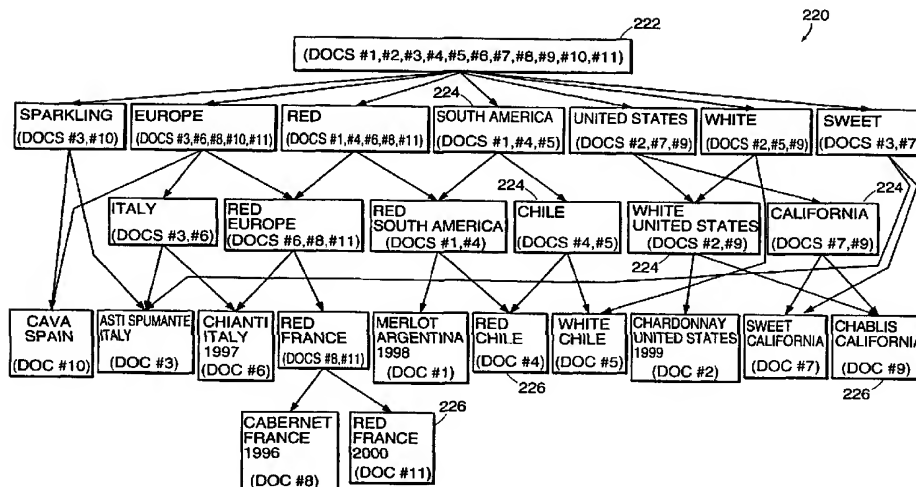 222
220
(DOCS #1,#2,#3,#4,#5,#6,#7,#8,#9,#10,#11)
224
SPARKLING
(DOCS #3,#10)
EUROPE
(DOCS #3,#6,#8,#10,#11)
RED
(DOCS #1,#4,#6,#8,#11)
SOUTH AMERICA
(DOCS #1,#4,#5)
UNITED STATES
(DOCS #2,#7,#9)
WHITE
(DOCS #2,#5,#9)
SWEET
(DOCS #3,#7
ITALY
(DOCS #3,#6)
RED
EUROPE
(DOCS #6,#8,#11)
RED
SOUTH AMERICA
(DOCS #1,#4)
224
CHILE
(DOCS #4,#5)
WHITE
UNITED STATES
(DOCS #2,#9)
224
224
CALIFORNIA
(DOCS #7,#9)
CAVA
SPAIN
(DOC #10)
ASTI SPUMANTE
ITALY
(DOC #3)
CHIANTI
ITALY
1997
(DOC #6)
RED
FRANCE
(DOCS #8,#11)
MERLOT
ARGENTINA
1998
(DOC #1)
RED
CHILE
(DOC #4)
226
WHITE
CHILE
(DOC #5)
CHARDONNAY
UNITED STATES
1999
(DOC #2)
SWEET
CALIFORNIA
(DOC #7)
CHABLIS
CALIFORNIA
(DOC #9)
226
CABERNET
FRANCE
1996
(DOC #8)
226
RED
FRANCE
2000
(DOC #11)